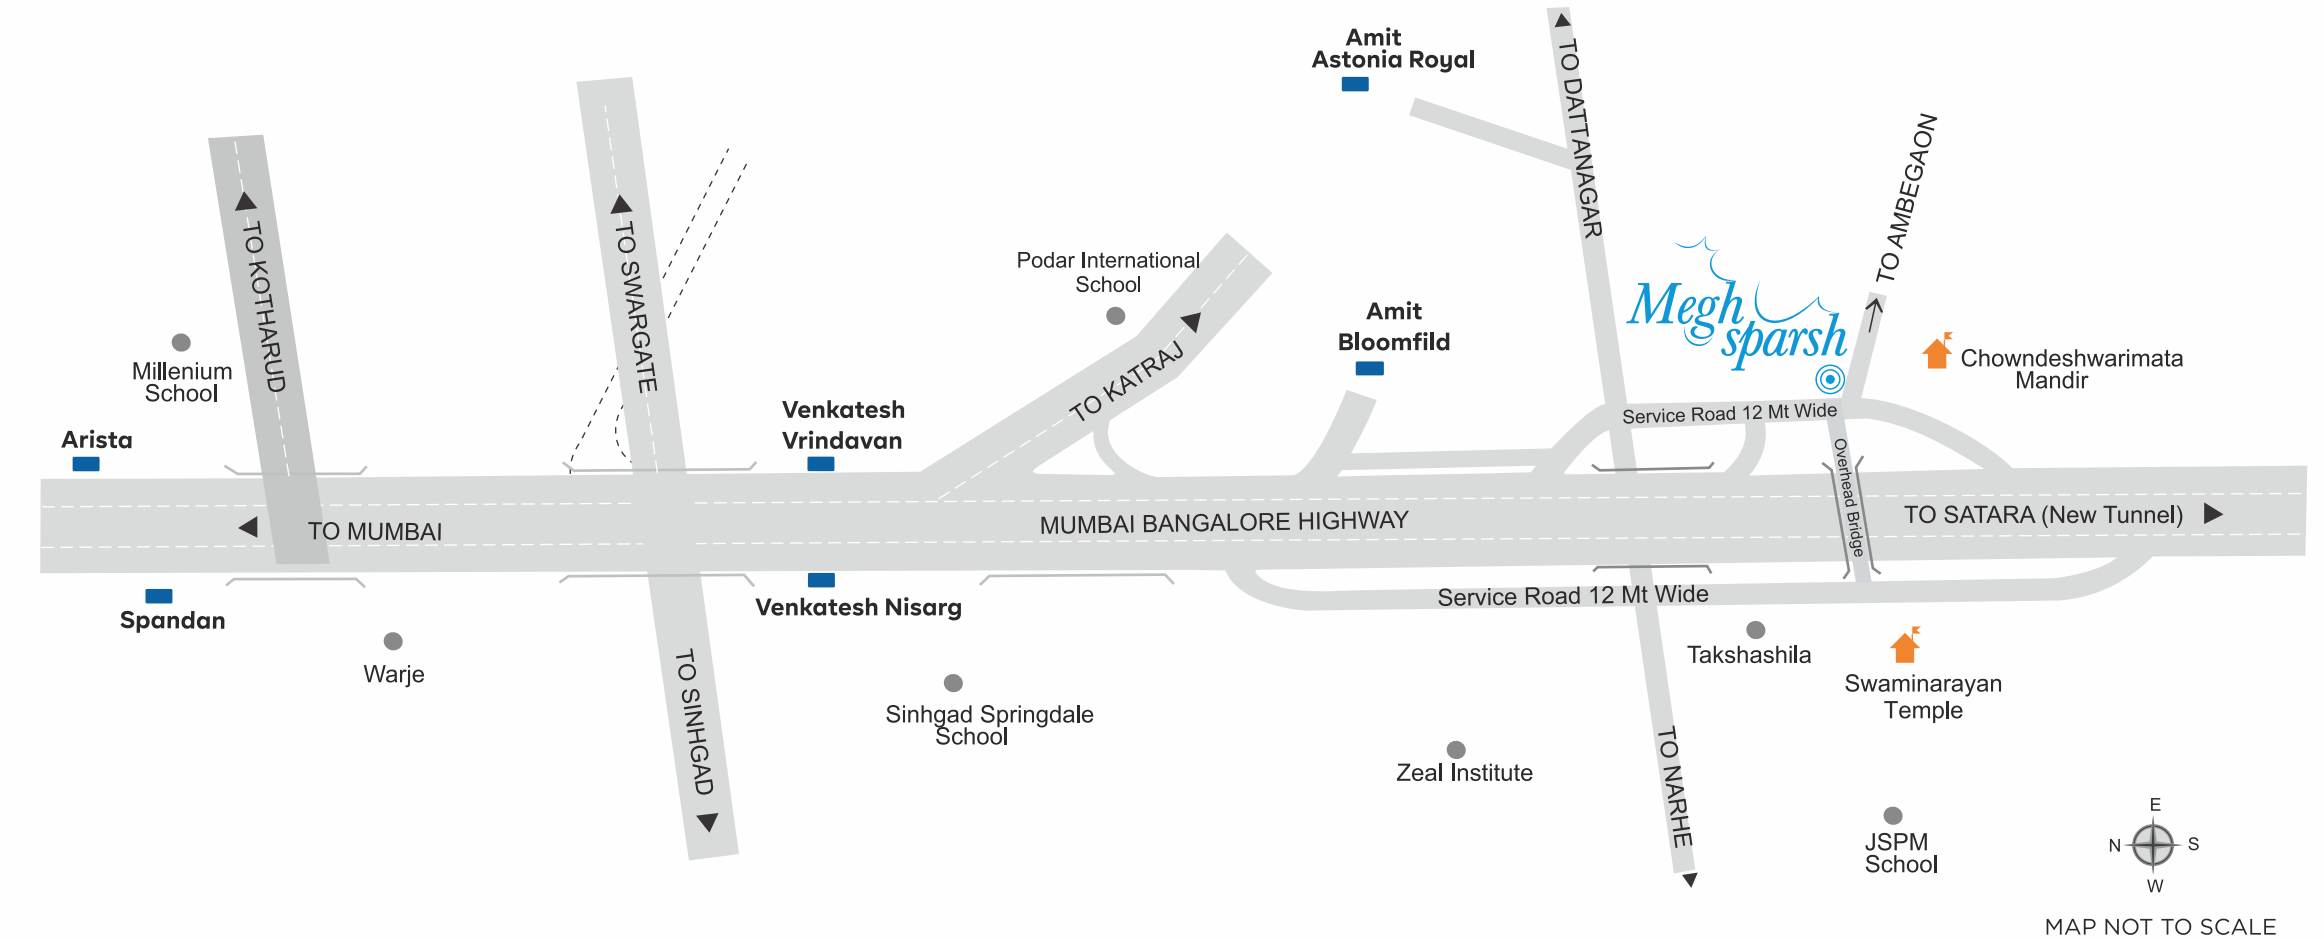 Amit
Astonia Royal
TO DATTANAGAR
TO AMBEGAON
TO KOTHARUD
TO SWARGATE
Podar International
School
TO KATRAJ
Amit
Bloomfild
Megh
sparsh
Chowndeshwarimata
Mandir
Millenium
School
Arista
Venkatesh
Vrindavan
Service Road 12 Mt Wide
Overhead Bridge
TO MUMBAI
MUMBAI BANGALORE HIGHWAY
TO SATARA (New Tunnel)
Spandan
Venkatesh Nisarg
Service Road 12 Mt Wide
Warje
TO SINHGAD
Sinhgad Springdale
School
Takshashila
Swaminarayan
Temple
Zeal Institute
TO NARHE
JSPM
School
E
N
S
W
MAP NOT TO SCALE